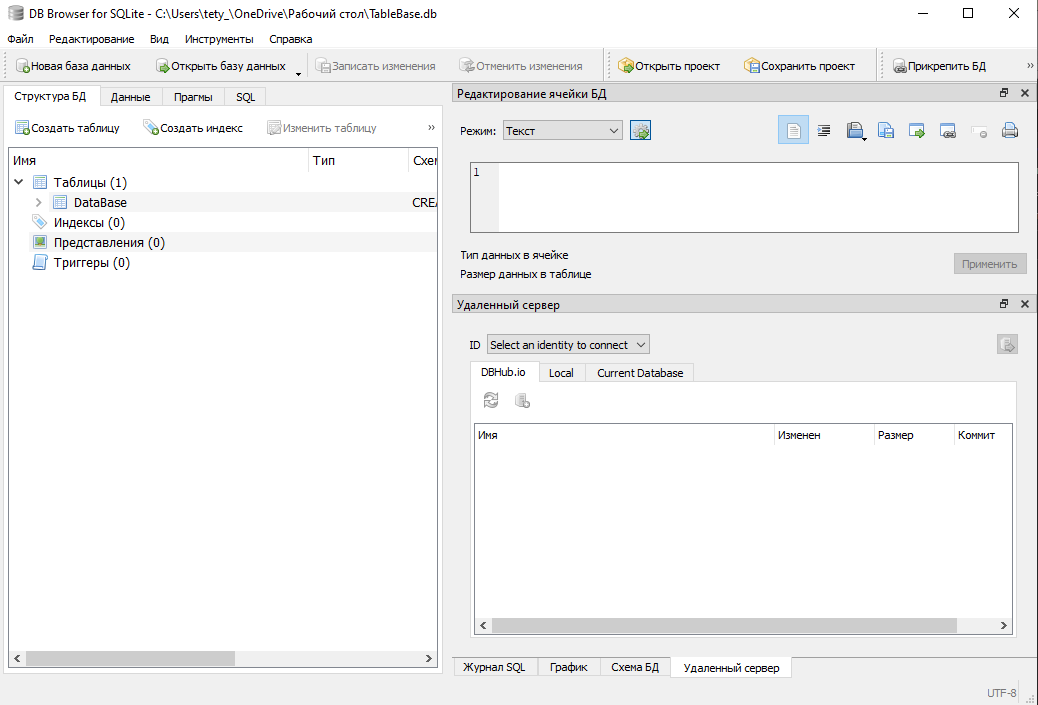 DB Browser for SQLite - C:\Users\tety_\OneDrive\Рабочий стол\TableBase.db
Файл Редактирование Вид Инструменты Справка
Новая база данных Открыть базу данных Записать изменения Отменить изменения Открыть проект Сохранить проект Прикрепить БД »
Структура БД Данные Прагмы SQL
Создать таблицу Создать индекс Изменить таблицу »
Имя Тип Схем
Таблицы (1)
DataBase CREA
Индексы (0)
Представления (0)
Триггеры (0)
Редактирование ячейки БД
Режим: Текст
1
Тип данных в ячейке
Размер данных в таблице
Применить
Удаленный сервер
ID Select an identity to connect
DBHub.io Local Current Database
Имя Изменен Размер Коммит
Журнал SQL График Схема БД Удаленный сервер
UTF-8